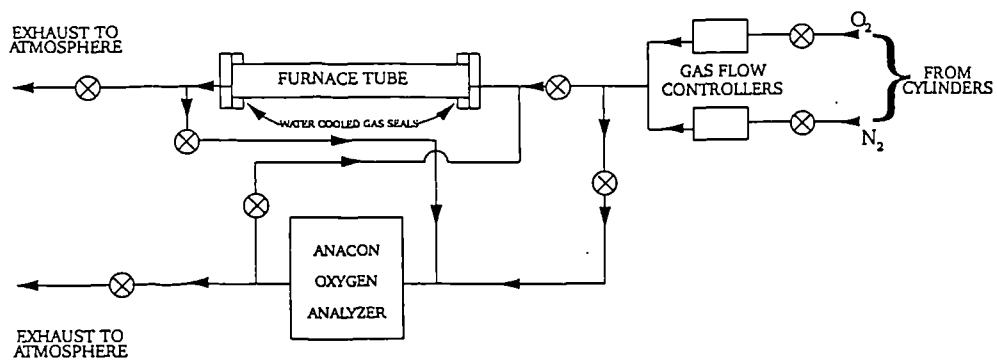 EXHAUST TO
ATMOSPHERE
FURNACE TUBE
WATER COOLED GAS SEALS
GAS FLOW
CONTROLLERS
O₂
FROM
CYLINDERS
N₂
ANACON
OXYGEN
ANALYZER
EXHAUST TO
ATMOSPHERE